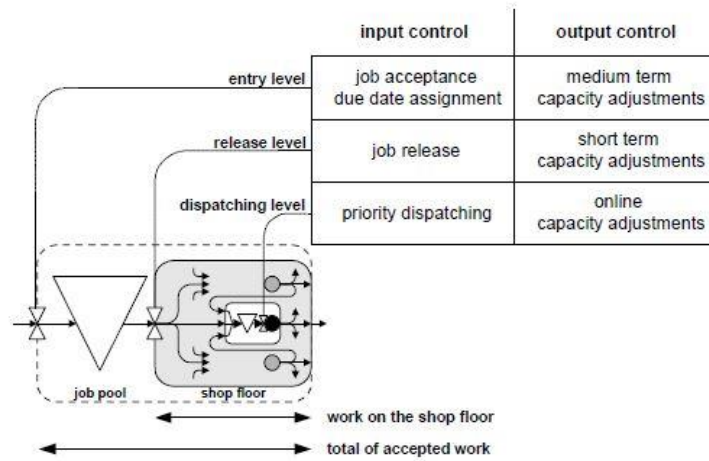 input control
output control
entry level
job acceptance
due date assignment
medium term
capacity adjustments
release level
job release
short term
capacity adjustments
dispatching level
priority dispatching
online
capacity adjustments
job pool
shop floor
work on the shop floor
total of accepted work